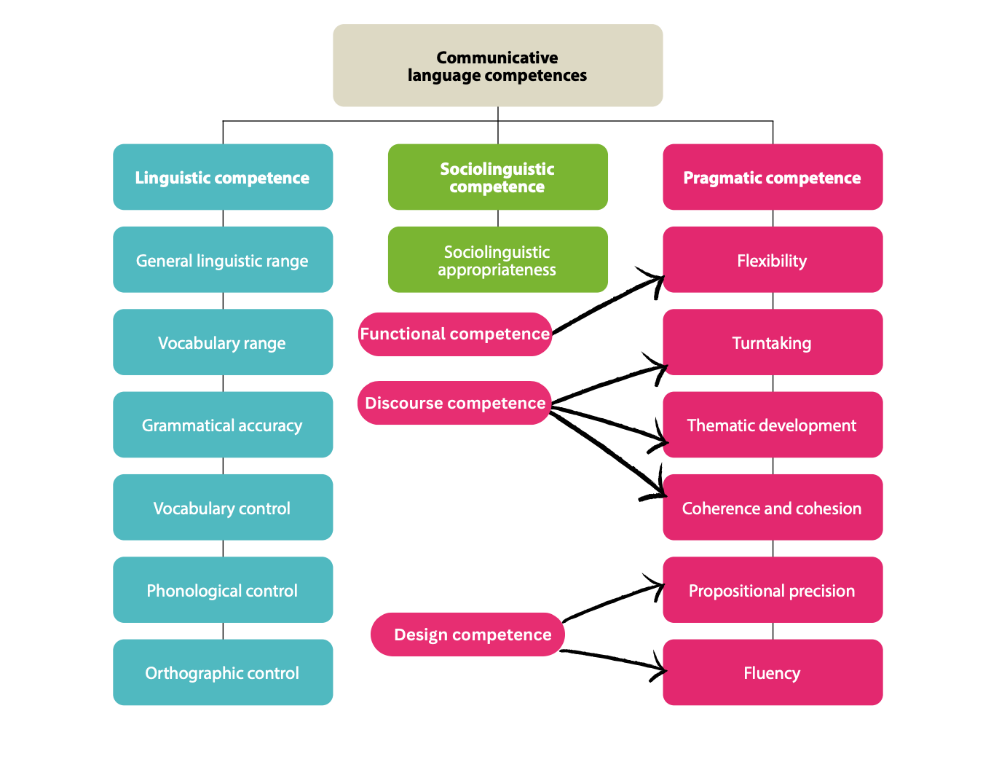 Communicative
language competences
Linguistic competence
Sociolinguistic
competence
Pragmatic competence
General linguistic range
Sociolinguistic
appropriateness
Flexibility
Functional competence
Vocabulary range
Turntaking
Discourse competence
Grammatical accuracy
Thematic development
Vocabulary control
Coherence and cohesion
Phonological control
Propositional precision
Design competence
Orthographic control
Fluency